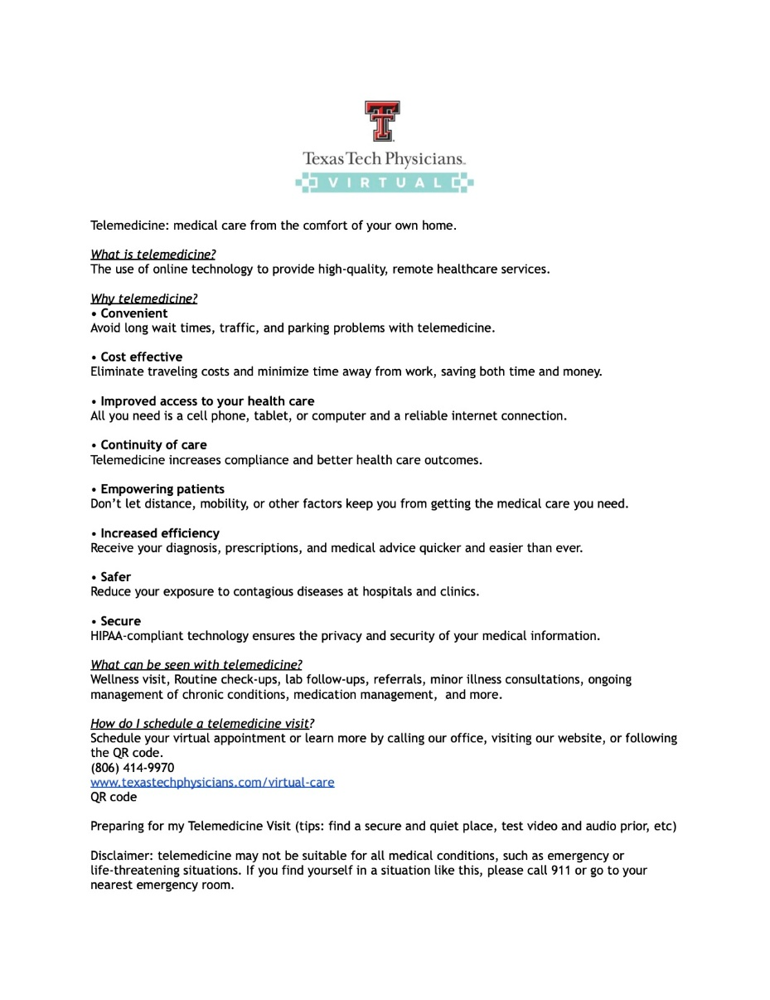 Texas Tech Physicians™
VIRTUAL
Telemedicine: medical care from the comfort of your own home.
What is telemedicine?
The use of online technology to provide high-quality, remote healthcare services.
Why telemedicine?
• Convenient
Avoid long wait times, traffic, and parking problems with telemedicine.
• Cost effective
Eliminate traveling costs and minimize time away from work, saving both time and money.
• Improved access to your health care
All you need is a cell phone, tablet, or computer and a reliable internet connection.
• Continuity of care
Telemedicine increases compliance and better health care outcomes.
• Empowering patients
Don’t let distance, mobility, or other factors keep you from getting the medical care you need.
• Increased efficiency
Receive your diagnosis, prescriptions, and medical advice quicker and easier than ever.
• Safer
Reduce your exposure to contagious diseases at hospitals and clinics.
• Secure
HIPAA-compliant technology ensures the privacy and security of your medical information.
What can be seen with telemedicine?
Wellness visit, Routine check-ups, lab follow-ups, referrals, minor illness consultations, ongoing
management of chronic conditions, medication management,  and more.
How do I schedule a telemedicine visit?
Schedule your virtual appointment or learn more by calling our office, visiting our website, or following
the QR code.
(806) 414-9970
www.texastechphysicians.com/virtual-care
QR code
Preparing for my Telemedicine Visit (tips: find a secure and quiet place, test video and audio prior, etc)
Disclaimer: telemedicine may not be suitable for all medical conditions, such as emergency or
life-threatening situations. If you find yourself in a situation like this, please call 911 or go to your
nearest emergency room.